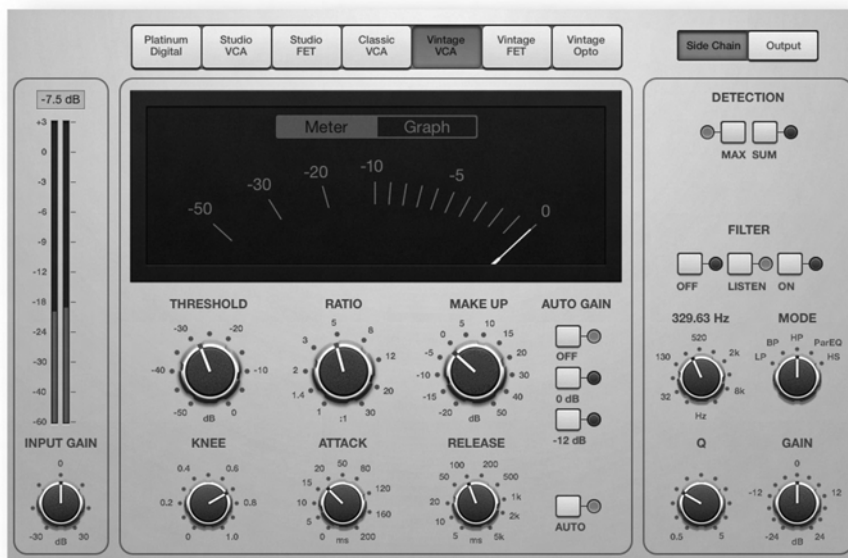 Platinum
Digital
Studio
VCA
Studio
FET
Classic
VCA
Vintage
VCA
Vintage
FET
Vintage
Opto
Side Chain
Output
-7.5 dB
+3
0
-3
-6
-9
-12
-18
-24
-30
-40
-60
INPUT GAIN
0
-30
30
dB
Meter
Graph
-50
-30
-20
-10
-5
0
THRESHOLD
-30
-20
-40
-10
-50
0
dB
RATIO
5
3
8
2
12
1.4
20
1
30
:1
MAKE UP
5
0
10
-5
15
-10
20
-15
30
40
-20
50
dB
AUTO GAIN
OFF
0 dB
-12 dB
KNEE
0.4
0.6
0.2
0.8
0
1.0
ATTACK
50
20
80
15
120
10
160
5
0
200
ms
RELEASE
100
200
50
500
20
1k
10
2k
5
5k
ms
AUTO
DETECTION
MAX
SUM
FILTER
OFF
LISTEN
ON
329.63 Hz
520
130
2k
32
8k
Hz
MODE
HP
BP
ParEQ
LP
HS
Q
0.5
5
GAIN
0
-12
12
-24
24
dB